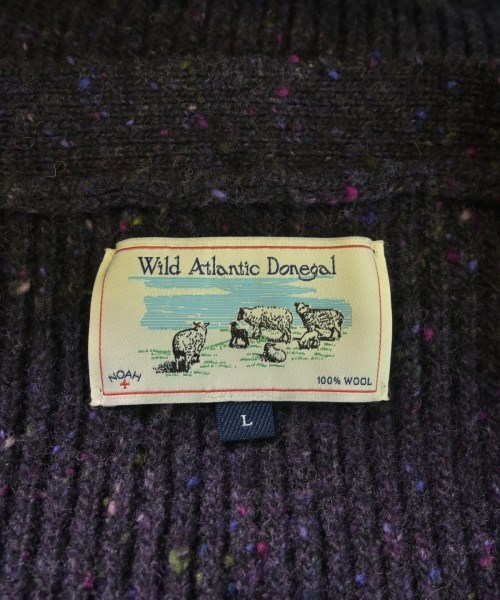 Wild Atlantic Donegal
NOAH
100% WOOL
L